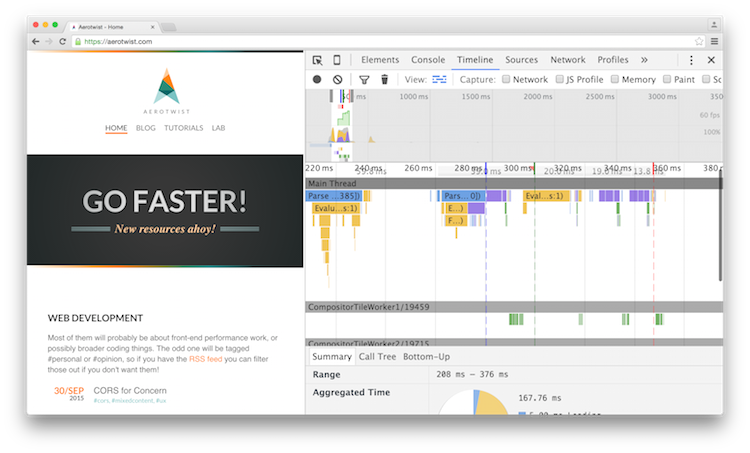 Aerotwist - Home
https://aerotwist.com
AEROTWIST
HOME BLOG TUTORIALS LAB
GO FASTER!
New resources ahoy!
WEB DEVELOPMENT
Most of them will probably be about front-end performance work, or
possibly broader coding things. The odd one will be tagged
#personal or #opinion, so if you have the RSS feed you can filter
those out if you don't want them!
30/SEP
2015
CORS for Concern
#cors, #mixedcontent, #ux
Elements Console Timeline Sources Network Profiles »
View: Capture: Network JS Profile Memory Paint Sc
ms 1000 ms 1500 ms 2000 ms 2500 ms 3000 ms 350
60 fps
100%
220 ms 240 ms 260 ms 280 ms 300 ms 320 ms 340 ms 360 ms 380 m
19.0 ms 13.8 ms
Main Thread
Parse ...385]) Pars... 0]) Eval...s:1)
Evalu...s:1) E...)
F...)
CompositorTileWorker1/19459
CompositorTileWorker2/19715
Summary Call Tree Bottom-Up
Range 208 ms – 376 ms
Aggregated Time
167.76 ms